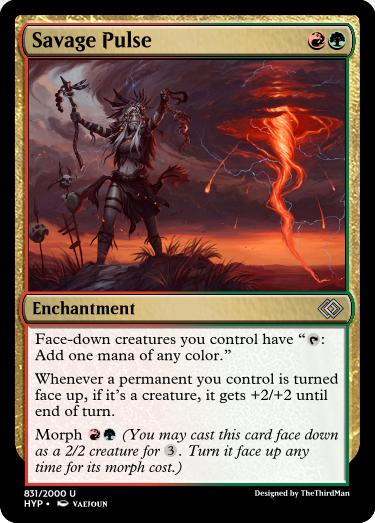 Savage Pulse
Enchantment
Face-down creatures you control have “: 
Add one mana of any color.”
Whenever a permanent you control is turned
face up, if it's a creature, it gets +2/+2 until
end of turn.
Morph (You may cast this card face down
as a 2/2 creature for 3. Turn it face up any
time for its morph cost.)
831/2000 U
HYP • VAEJOUN
Designed by TheThirdMan